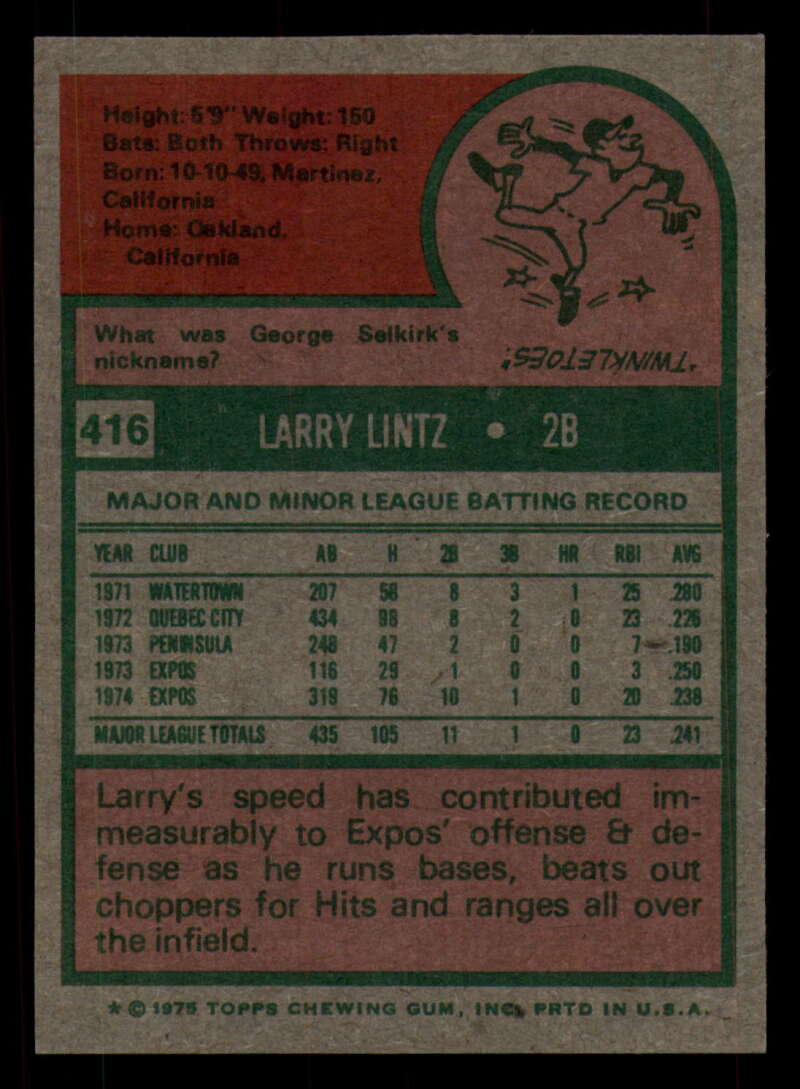 Height: 5'9" Weight: 150
Bats: Both Throws: Right
Born: 10-10-49, Martinez,
California
Home: Oakland,
California
What was George Selkirk's
nickname?
"TWINKLETOES."
416 LARRY LINTZ • 2B
MAJOR AND MINOR LEAGUE BATTING RECORD
YEAR CLUB AB H 2B 3B HR RBI AVG
1971 WATERTOWN 207 58 8 3 1 25 .280
1972 QUEBEC CITY 434 98 8 2 0 23 .226
1973 PENINSULA 248 47 2 0 0 7 .190
1973 EXPOS 116 29 1 0 0 3 .250
1974 EXPOS 319 76 10 1 0 20 .238
MAJOR LEAGUE TOTALS 435 105 11 1 0 23 .241
Larry's speed has contributed im-
measurably to Expos' offense & de-
fense as he runs bases, beats out
choppers for Hits and ranges all over
the infield.
* © 1975 TOPPS CHEWING GUM, INC. PRTD IN U.S.A.